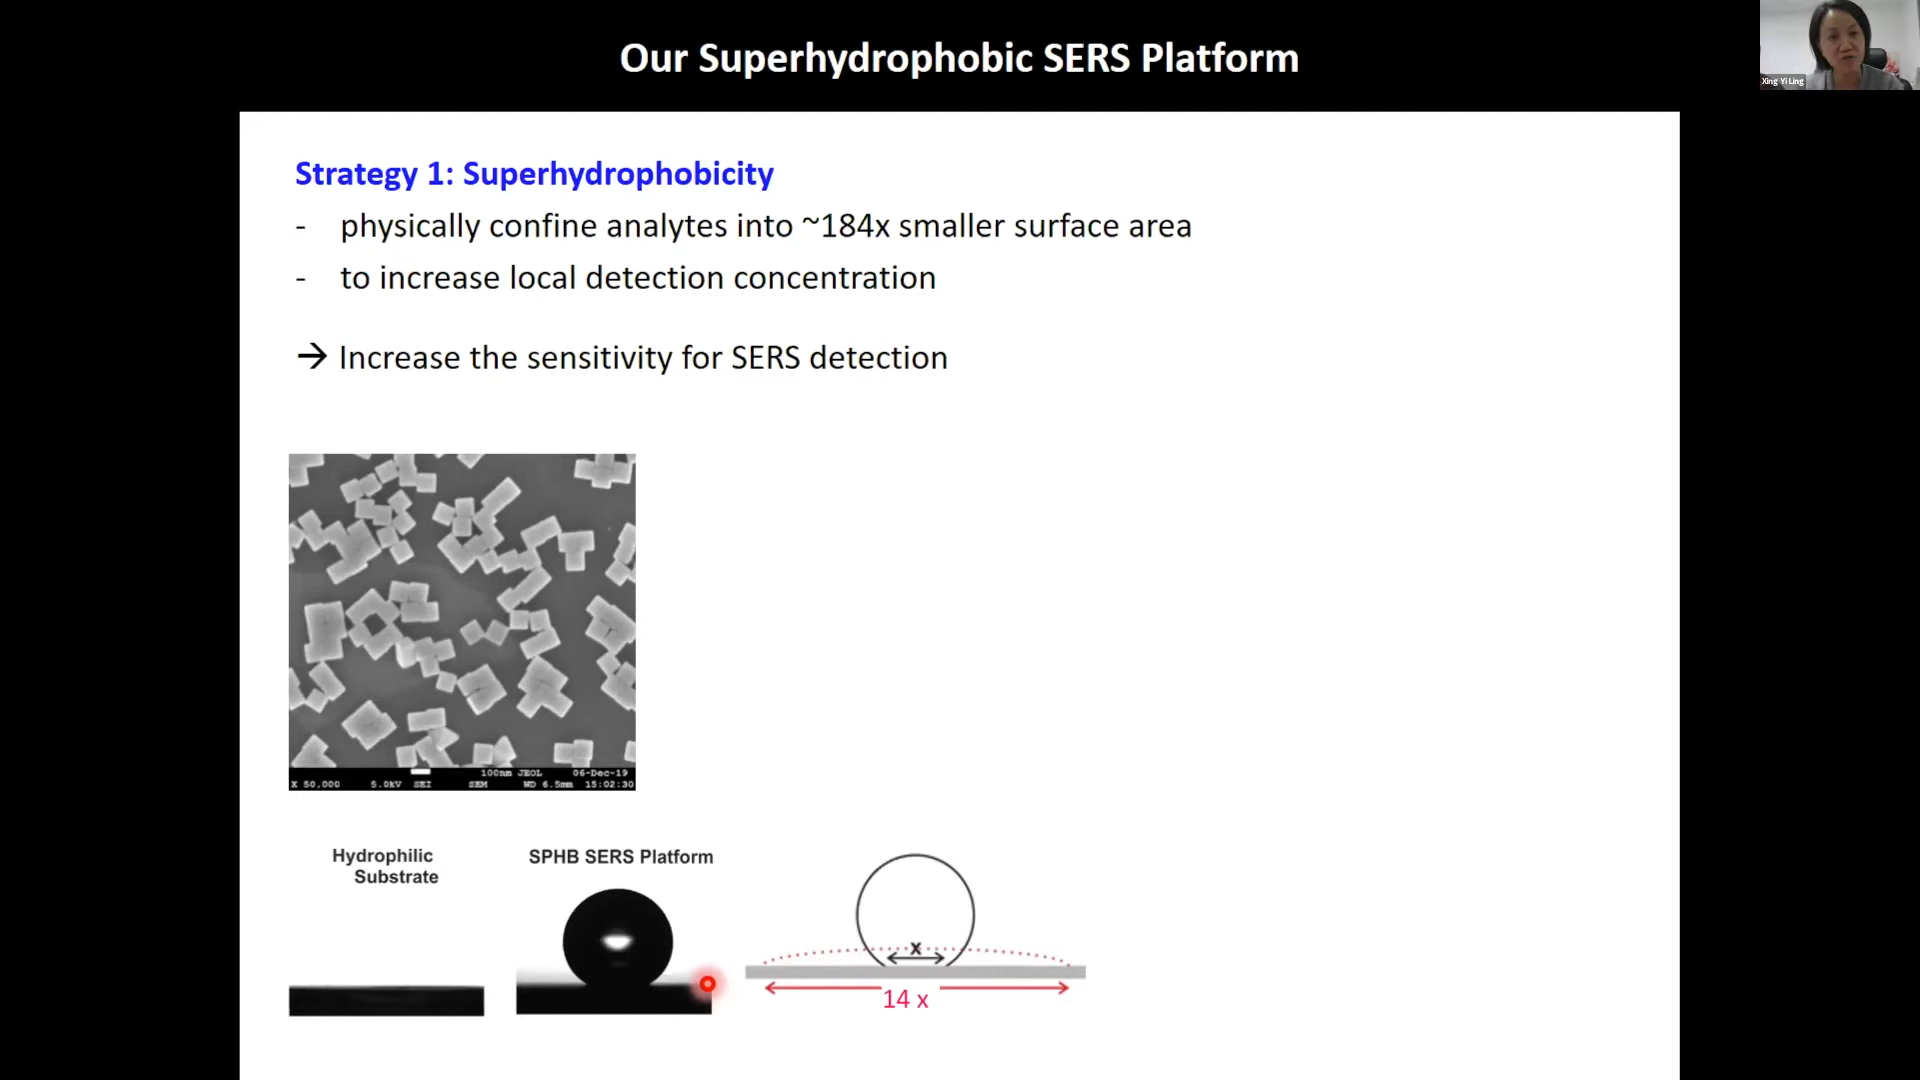 Our Superhydrophobic SERS Platform
Xing Yi Ling
Strategy 1: Superhydrophobicity
- physically confine analytes into ~184x smaller surface area
- to increase local detection concentration
→ Increase the sensitivity for SERS detection
100nm JEOL 06-Dec-19
X 50,000 5.0kV SEI SEM WD 6.5mm 15:02:30
Hydrophilic
Substrate
SPHB SERS Platform
x
14 x